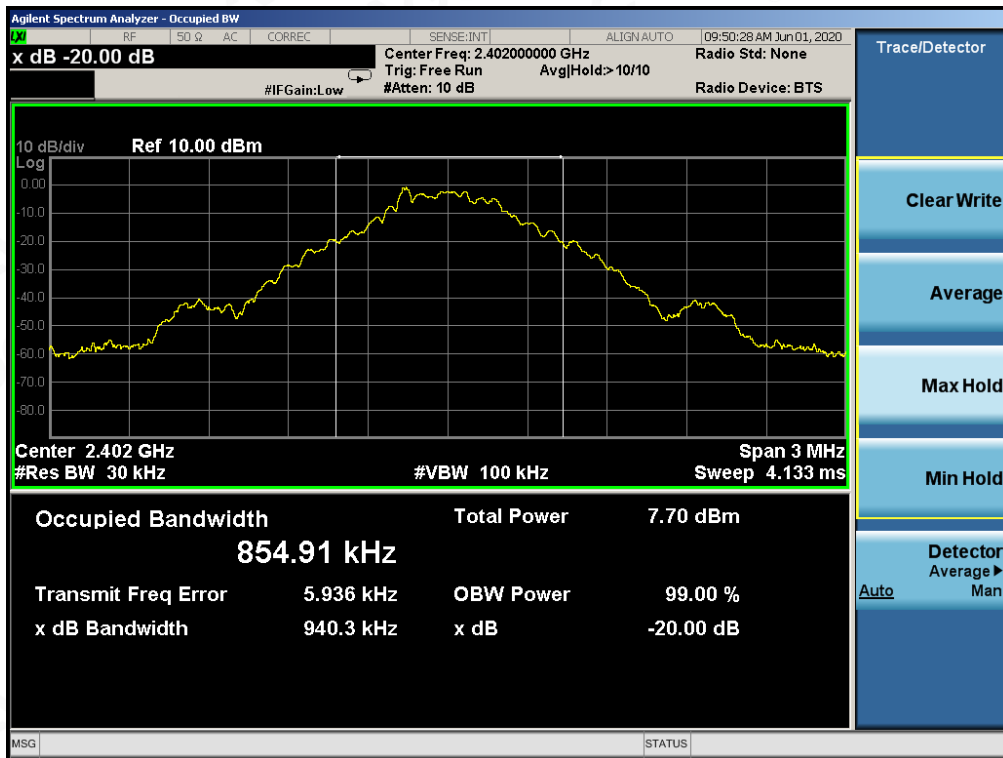 Agilent Spectrum Analyzer - Occupied BW
LXI RF 50 Ω AC CORREC SENSE:INT ALIGN AUTO 09:50:28 AM Jun 01, 2020
x dB -20.00 dB
Center Freq: 2.402000000 GHz Radio Std: None
Trig: Free Run Avg|Hold:>10/10
#IFGain:Low #Atten: 10 dB Radio Device: BTS
10 dB/div Ref 10.00 dBm
Log
0.00
-10.0
-20.0
-30.0
-40.0
-50.0
-60.0
-70.0
-80.0
Center 2.402 GHz Span 3 MHz
#Res BW 30 kHz #VBW 100 kHz Sweep 4.133 ms
Occupied Bandwidth Total Power 7.70 dBm
854.91 kHz
Transmit Freq Error 5.936 kHz OBW Power 99.00 %
x dB Bandwidth 940.3 kHz x dB -20.00 dB
MSG STATUS
Trace/Detector
Clear Write
Average
Max Hold
Min Hold
Detector
Average▶
Auto Man